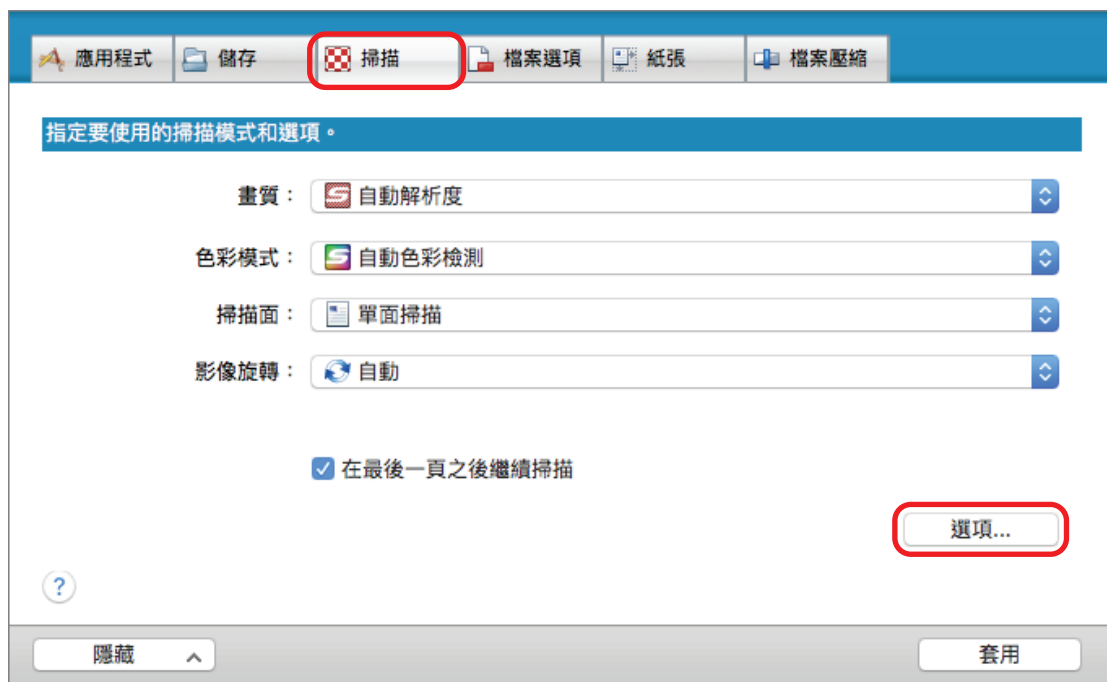 應用程式 儲存 掃描 檔案選項 紙張 檔案壓縮
指定要使用的掃描模式和選項。
畫質： 自動解析度
色彩模式： 自動色彩檢測
掃描面： 單面掃描
影像旋轉： 自動
在最後一頁之後繼續掃描
選項...
?
隱藏 套用